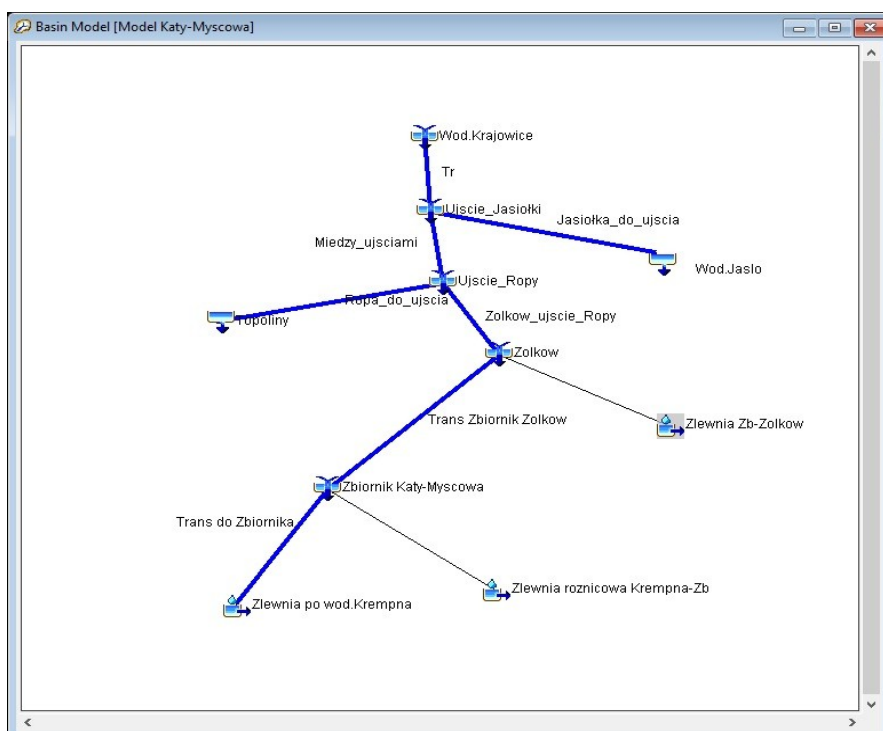 Basin Model [Model Katy-Myscowa]
Wod.Krajowice
Tr
Ujscie_Jasiołki
Jasiołka_do_ujscia
Miedzy_ujsciami
Wod.Jaslo
Ujscie_Ropy
Ropa_do_ujscia
Topoliny
Zolkow_ujscie_Ropy
Zolkow
Trans Zbiornik Zolkow
Zlewnia Zb-Zolkow
Zbiornik Katy-Myscowa
Trans do Zbiornika
Zlewnia roznicowa Krempna-Zb
Zlewnia po wod.Krempna